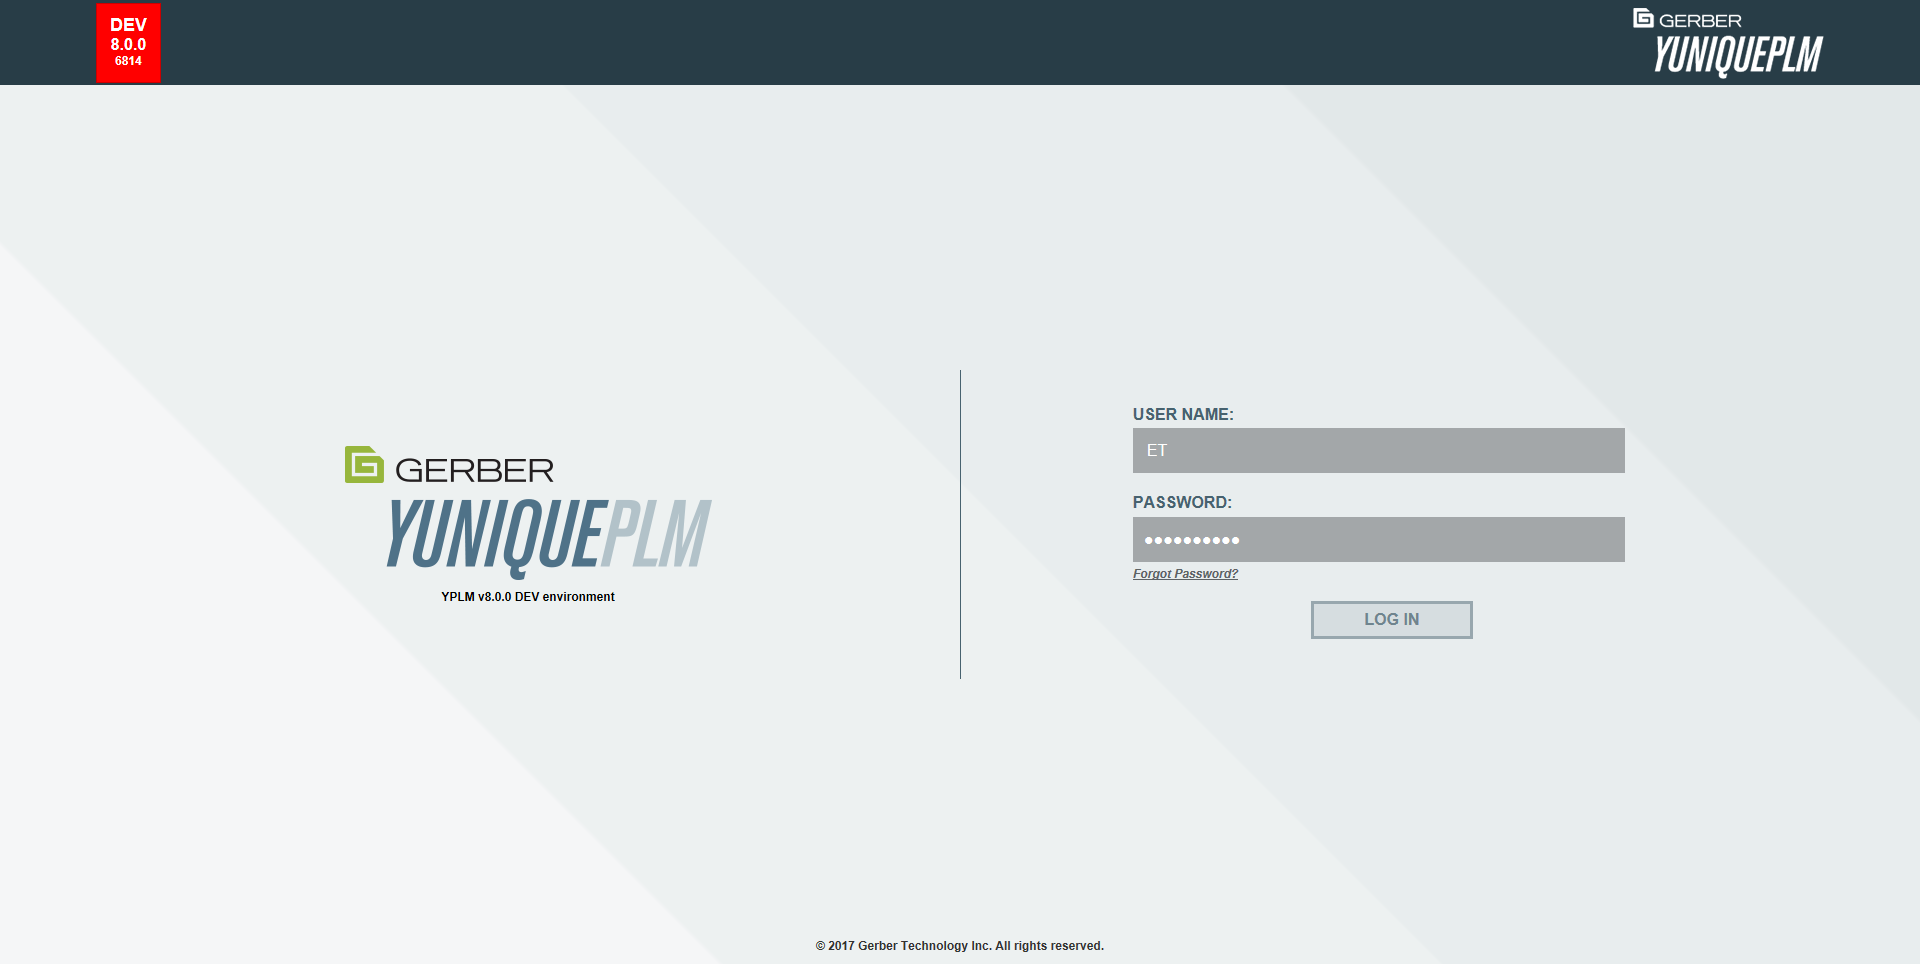 DEV
8.0.0
6814
GERBER
YUNIQUEPLM
USER NAME:
ET
GERBER
YUNIQUEPLM
YPLM v8.0.0 DEV environment
PASSWORD:
••••••••••
Forgot Password?
LOG IN
© 2017 Gerber Technology Inc. All rights reserved.